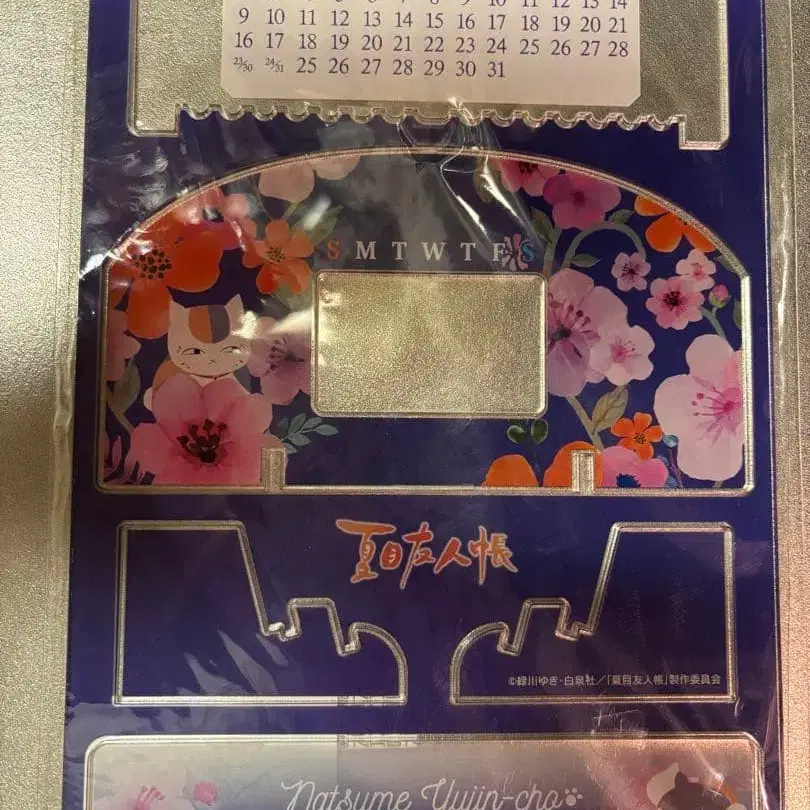 8 9 10 11 12 13 14
9 10 11 12 13 14 15 16 17 18 19 20 21
16 17 18 19 20 21 22 23 24 25 26 27 28
23/30 24/31 25 26 27 28 29 30 31
S M T W T F S
夏目友人帳
©緑川ゆき・白泉社／「夏目友人帳」製作委員会
Natsume Yujin-cho